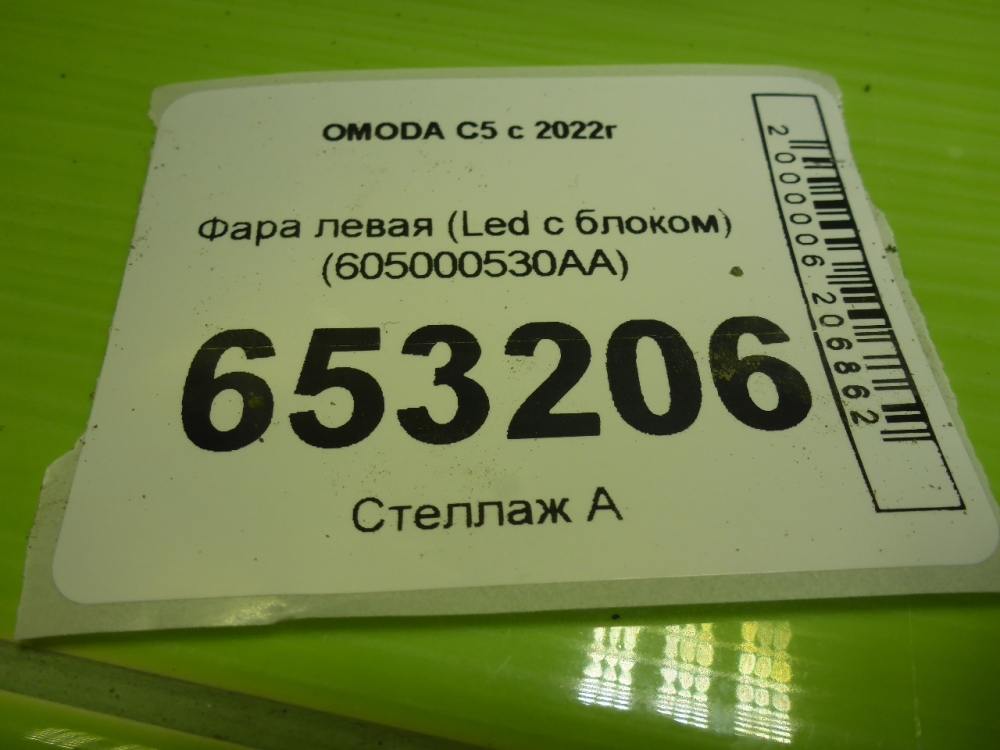 OMODA C5 с 2022г
Фара левая (Led с блоком)
(605000530AA)
653206
Стеллаж А
2000006206862